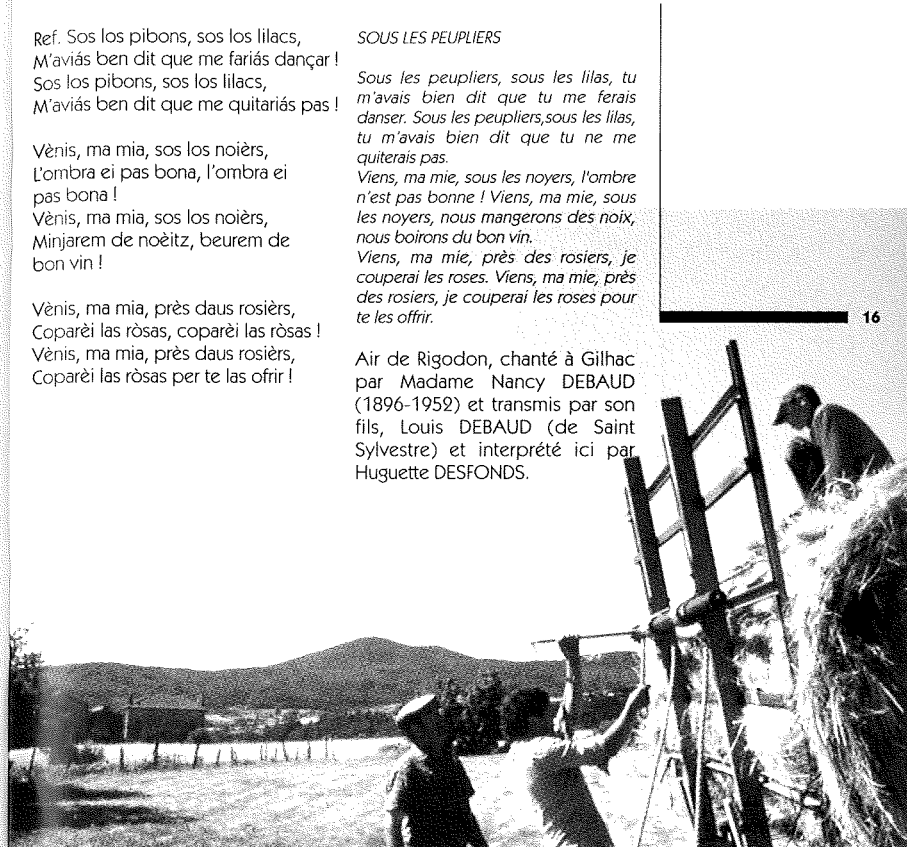 Ref. Sos los pibons, sos los lilacs,
M'aviás ben dit que me fariás dançar !
Sos los pibons, sos los lilacs,
M'aviás ben dit que me quitariás pas !
Vènis, ma mia, sos los noièrs,
L'ombra ei pas bona, l'ombra ei
pas bona !
Vènis, ma mia, sos los noièrs,
Minjarem de noèitz, beurem de
bon vin !
Vènis, ma mia, près daus rosièrs,
Coparèi las ròsas, coparèi las ròsas !
Vènis, ma mia, près daus rosièrs,
Coparèi las ròsas per te las ofrir !
SOUS LES PEUPLIERS
Sous les peupliers, sous les lilas, tu
m'avais bien dit que tu me ferais
danser. Sous les peupliers,sous les lilas,
tu m'avais bien dit que tu ne me
quiterais pas.
Viens, ma mie, sous les noyers, l'ombre
n'est pas bonne ! Viens, ma mie, sous
les noyers, nous mangerons des noix,
nous boirons du bon vin.
Viens, ma mie, près des rosiers, je
couperai les roses. Viens, ma mie, près
des rosiers, je couperai les roses pour
te les offrir.
Air de Rigodon, chanté à Gilhac
par Madame Nancy DEBAUD
(1896-1952) et transmis par son
fils, Louis DEBAUD (de Saint
Sylvestre) et interprété ici par
Huguette DESFONDS.
16